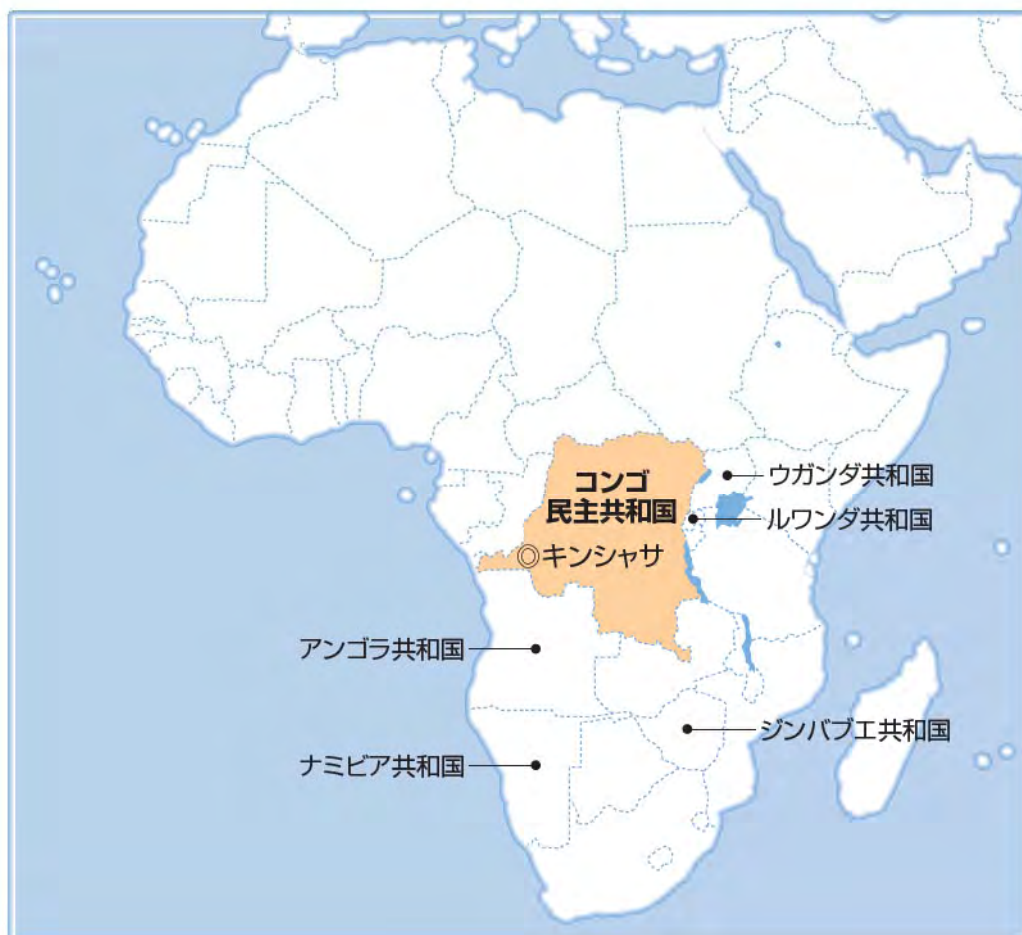 コンゴ
民主共和国
キンシャサ
ウガンダ共和国
ルワンダ共和国
アンゴラ共和国
ジンバブエ共和国
ナミビア共和国